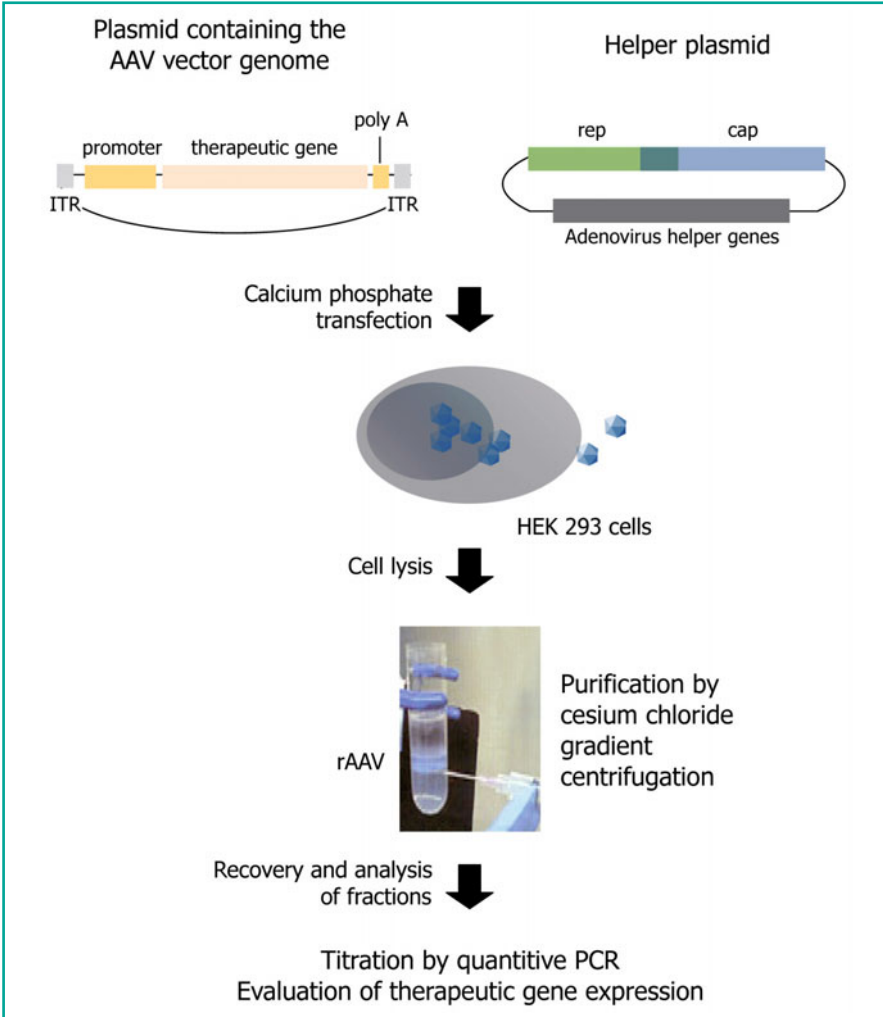 Plasmid containing the
AAV vector genome
Helper plasmid
poly A
promoter
therapeutic gene
ITR
ITR
rep
cap
Adenovirus helper genes
Calcium phosphate
transfection
HEK 293 cells
Cell lysis
rAAV
Purification by
cesium chloride
gradient
centrifugation
Recovery and analysis
of fractions
Titration by quantitive PCR
Evaluation of therapeutic gene expression